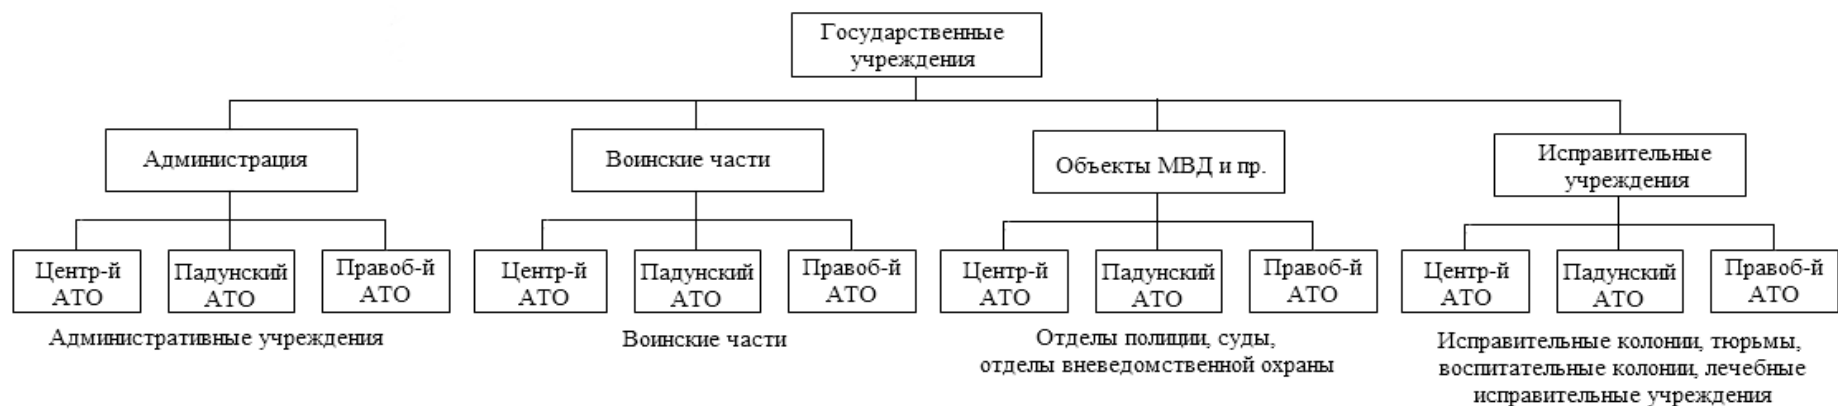 Государственные
учреждения
Администрация
Воинские части
Объекты МВД и пр.
Исправительные
учреждения
Центр-й
АТО
Падунский
АТО
Правоб-й
АТО
Центр-й
АТО
Падунский
АТО
Правоб-й
АТО
Центр-й
АТО
Падунский
АТО
Правоб-й
АТО
Центр-й
АТО
Падунский
АТО
Правоб-й
АТО
Административные учреждения
Воинские части
Отделы полиции, суды,
отделы вневедомственной охраны
Исправительные колонии, тюрьмы,
воспитательные колонии, лечебные
исправительные учреждения